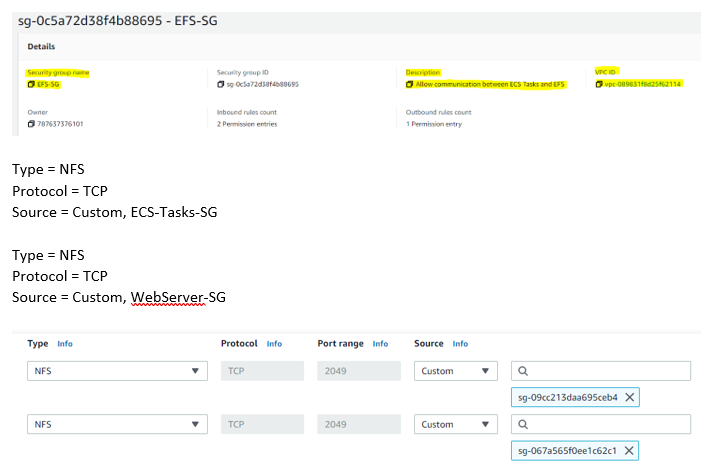 sg-0c5a72d38f4b88695 - EFS-SG
Details
Security group name Security group ID Description VPC ID
EFS-SG sg-0c5a72d38f4b88695 Allow communication between ECS Tasks and EFS vpc-089831f8d25f62114
Owner Inbound rules count Outbound rules count
787637376101 2 Permission entries 1 Permission entry
Type = NFS
Protocol = TCP
Source = Custom, ECS-Tasks-SG
Type = NFS
Protocol = TCP
Source = Custom, WebServer-SG
Type Info Protocol Info Port range Info Source Info
NFS TCP 2049 Custom
sg-09cc213daa695ceb4
NFS TCP 2049 Custom
sg-067a565f0ee1c62c1